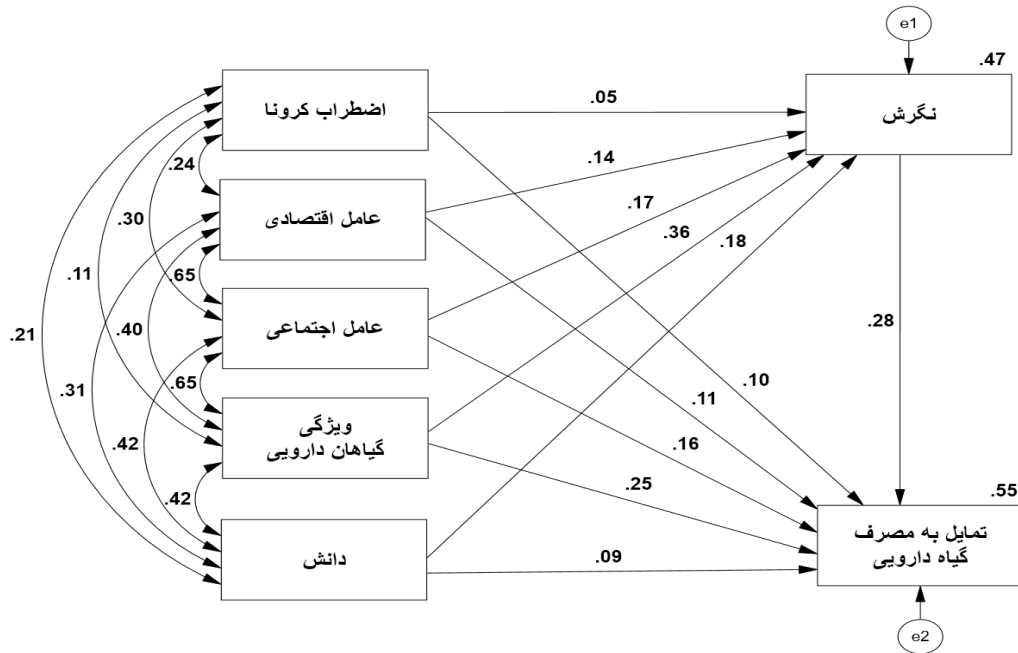 e1
.47
اضطراب کرونا
.05
نگرش
.24
.14
عامل اقتصادی
.30
.17
.36
.18
.11
.65
.28
.21
.40
عامل اجتماعی
.31
.65
.10
.11
.42
ویژگی
گیاهان دارویی
.16
.25
.42
.55
تمایل به مصرف
گیاه دارویی
دانش
.09
e2